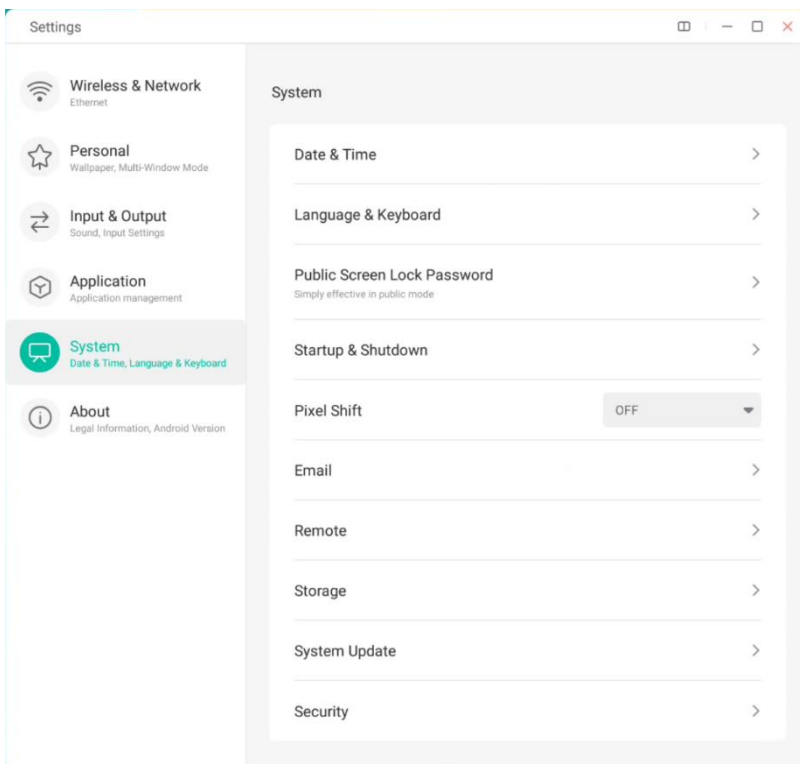 Settings
Wireless & Network
Ethernet
Personal
Wallpaper, Multi-Window Mode
Input & Output
Sound, Input Settings
Application
Application management
System
Date & Time, Language & Keyboard
About
Legal Information, Android Version
System
Date & Time
Language & Keyboard
Public Screen Lock Password
Simply effective in public mode
Startup & Shutdown
Pixel Shift
OFF
Email
Remote
Storage
System Update
Security